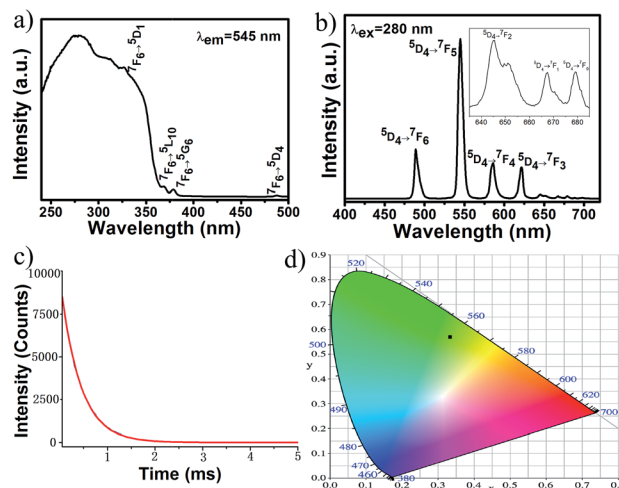 a)
λem=545 nm
⁷F₆→⁵D₁
⁷F₆→⁵L₁₀
⁷F₆→⁵G₆
⁷F₆→⁵D₄
Intensity (a.u.)
250 300 350 400 450 500
Wavelength (nm)
b)
λex=280 nm
⁵D₄→⁷F₆
⁵D₄→⁷F₅
⁵D₄→⁷F₄
⁵D₄→⁷F₃
⁵D₄→⁷F₂
⁵D₄→⁷F₁
⁵D₄→⁷F₀
640 650 660 670 680
Intensity (a.u.)
400 450 500 550 600 650 700
Wavelength (nm)
c)
10000
7500
5000
2500
0
Intensity (Counts)
1 2 3 4 5
Time (ms)
d)
0.9
0.8
0.7
0.6
0.5
y
0.4
0.3
0.2
0.1
0.0
520
540
560
500
580
600
620
700
490
480
470
460
380
0.0 0.1 0.2 0.3 0.4 0.5 0.6 0.7 0.8